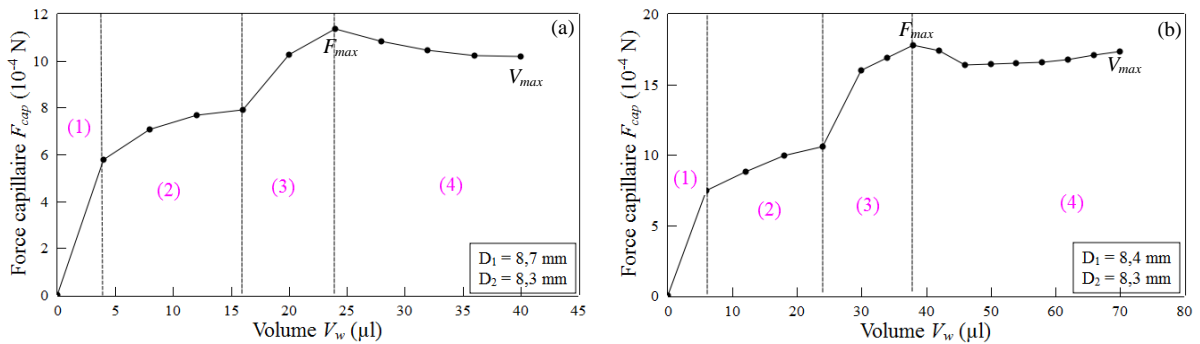 (a)
12
10
8
6
4
2
0
Force capillaire F_cap (10⁻⁴ N)
F_max
V_max
(1)
(2)
(3)
(4)
D₁ = 8,7 mm
D₂ = 8,3 mm
0 5 10 15 20 25 30 35 40 45
Volume V_w (µl)
(b)
20
15
10
5
0
Force capillaire F_cap (10⁻⁴ N)
F_max
V_max
(1)
(2)
(3)
(4)
D₁ = 8,4 mm
D₂ = 8,3 mm
0 10 20 30 40 50 60 70 80
Volume V_w (µl)